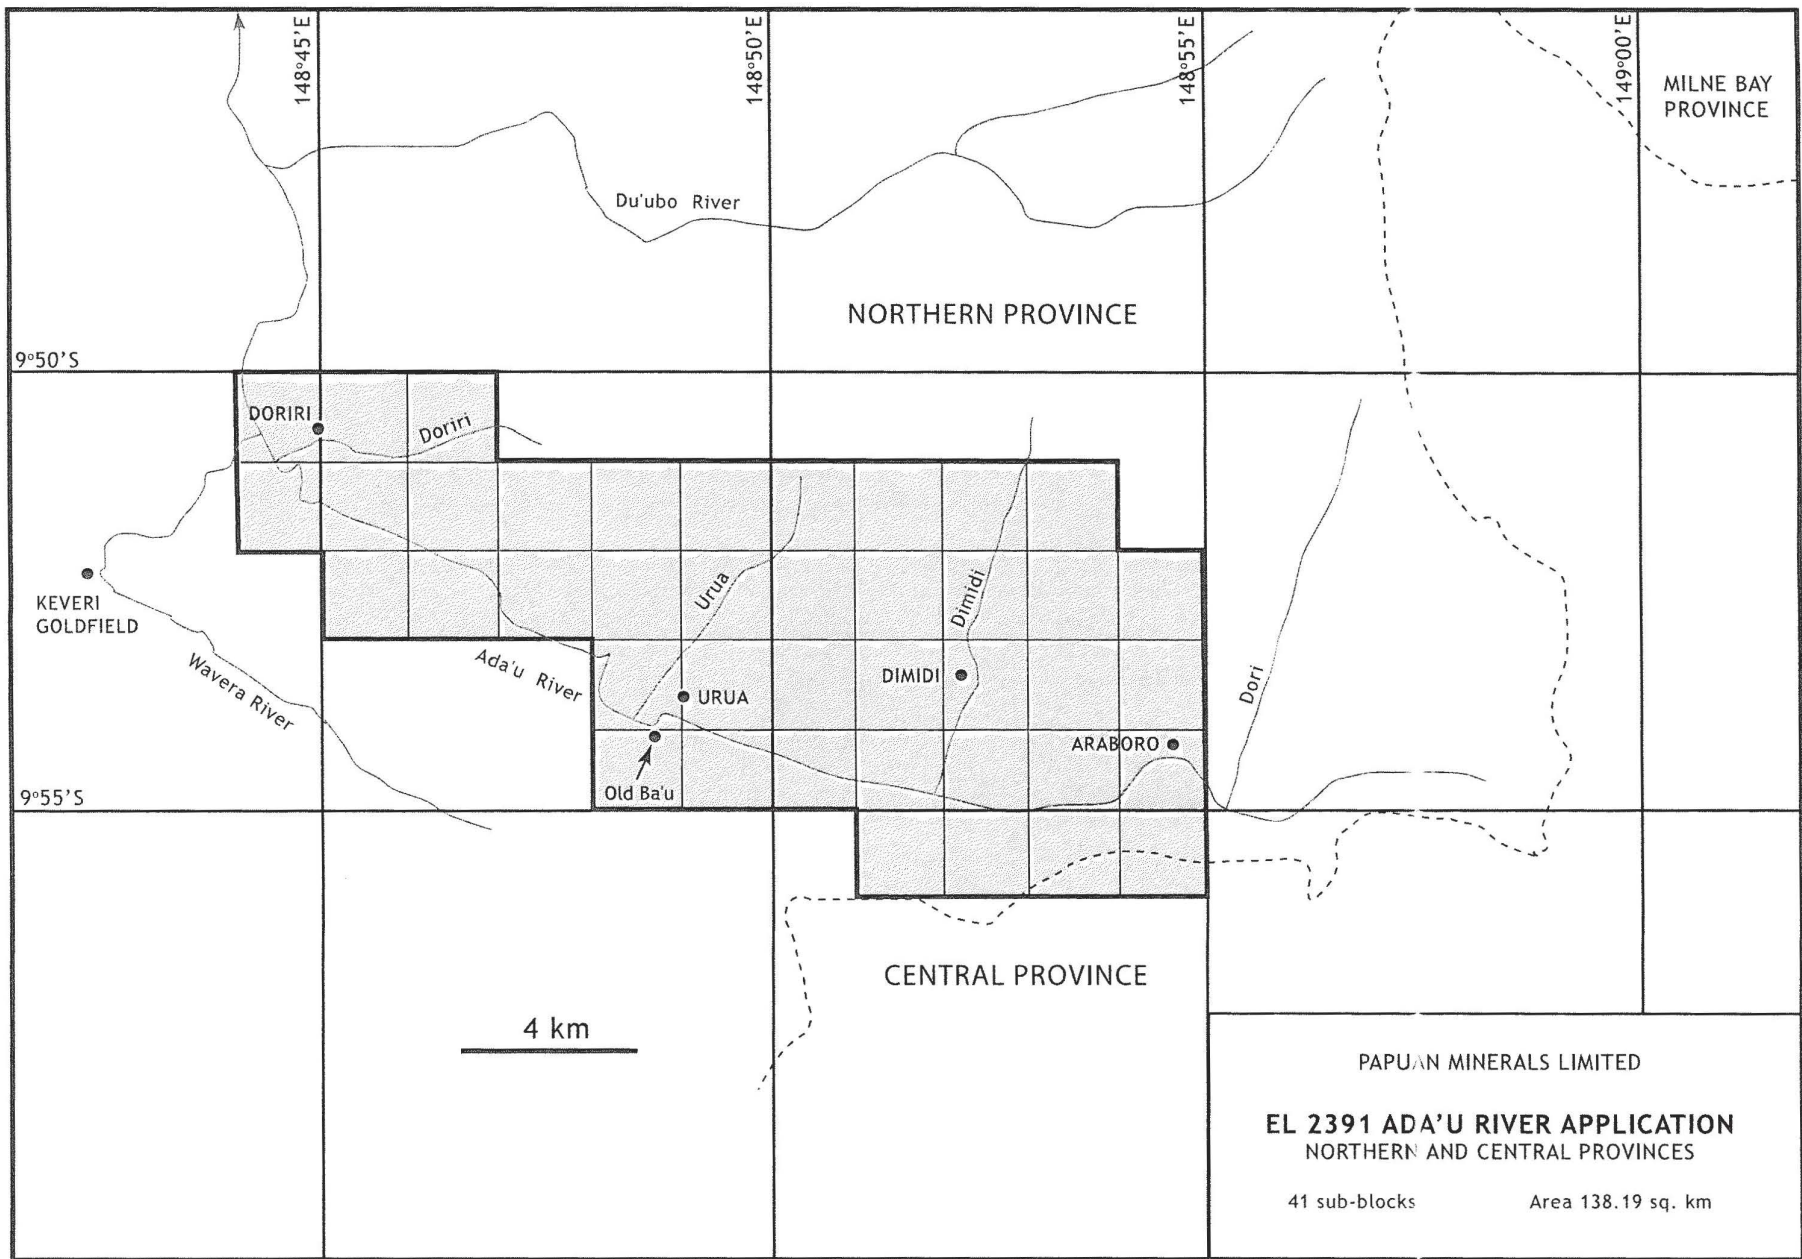 148°45'E
148°50'E
148°55'E
149°00'E
MILNE BAY
PROVINCE
Du'ubo River
NORTHERN PROVINCE
9°50'S
DORIRI
Doriri
KEVERI
GOLDFIELD
Wavera River
Ada'u River
Urua
URUA
Old Ba'u
Dimidi
DIMIDI
ARABORO
Dori
9°55'S
CENTRAL PROVINCE
4 km
PAPUAN MINERALS LIMITED
EL 2391 ADA'U RIVER APPLICATION
NORTHERN AND CENTRAL PROVINCES
41 sub-blocks Area 138.19 sq. km